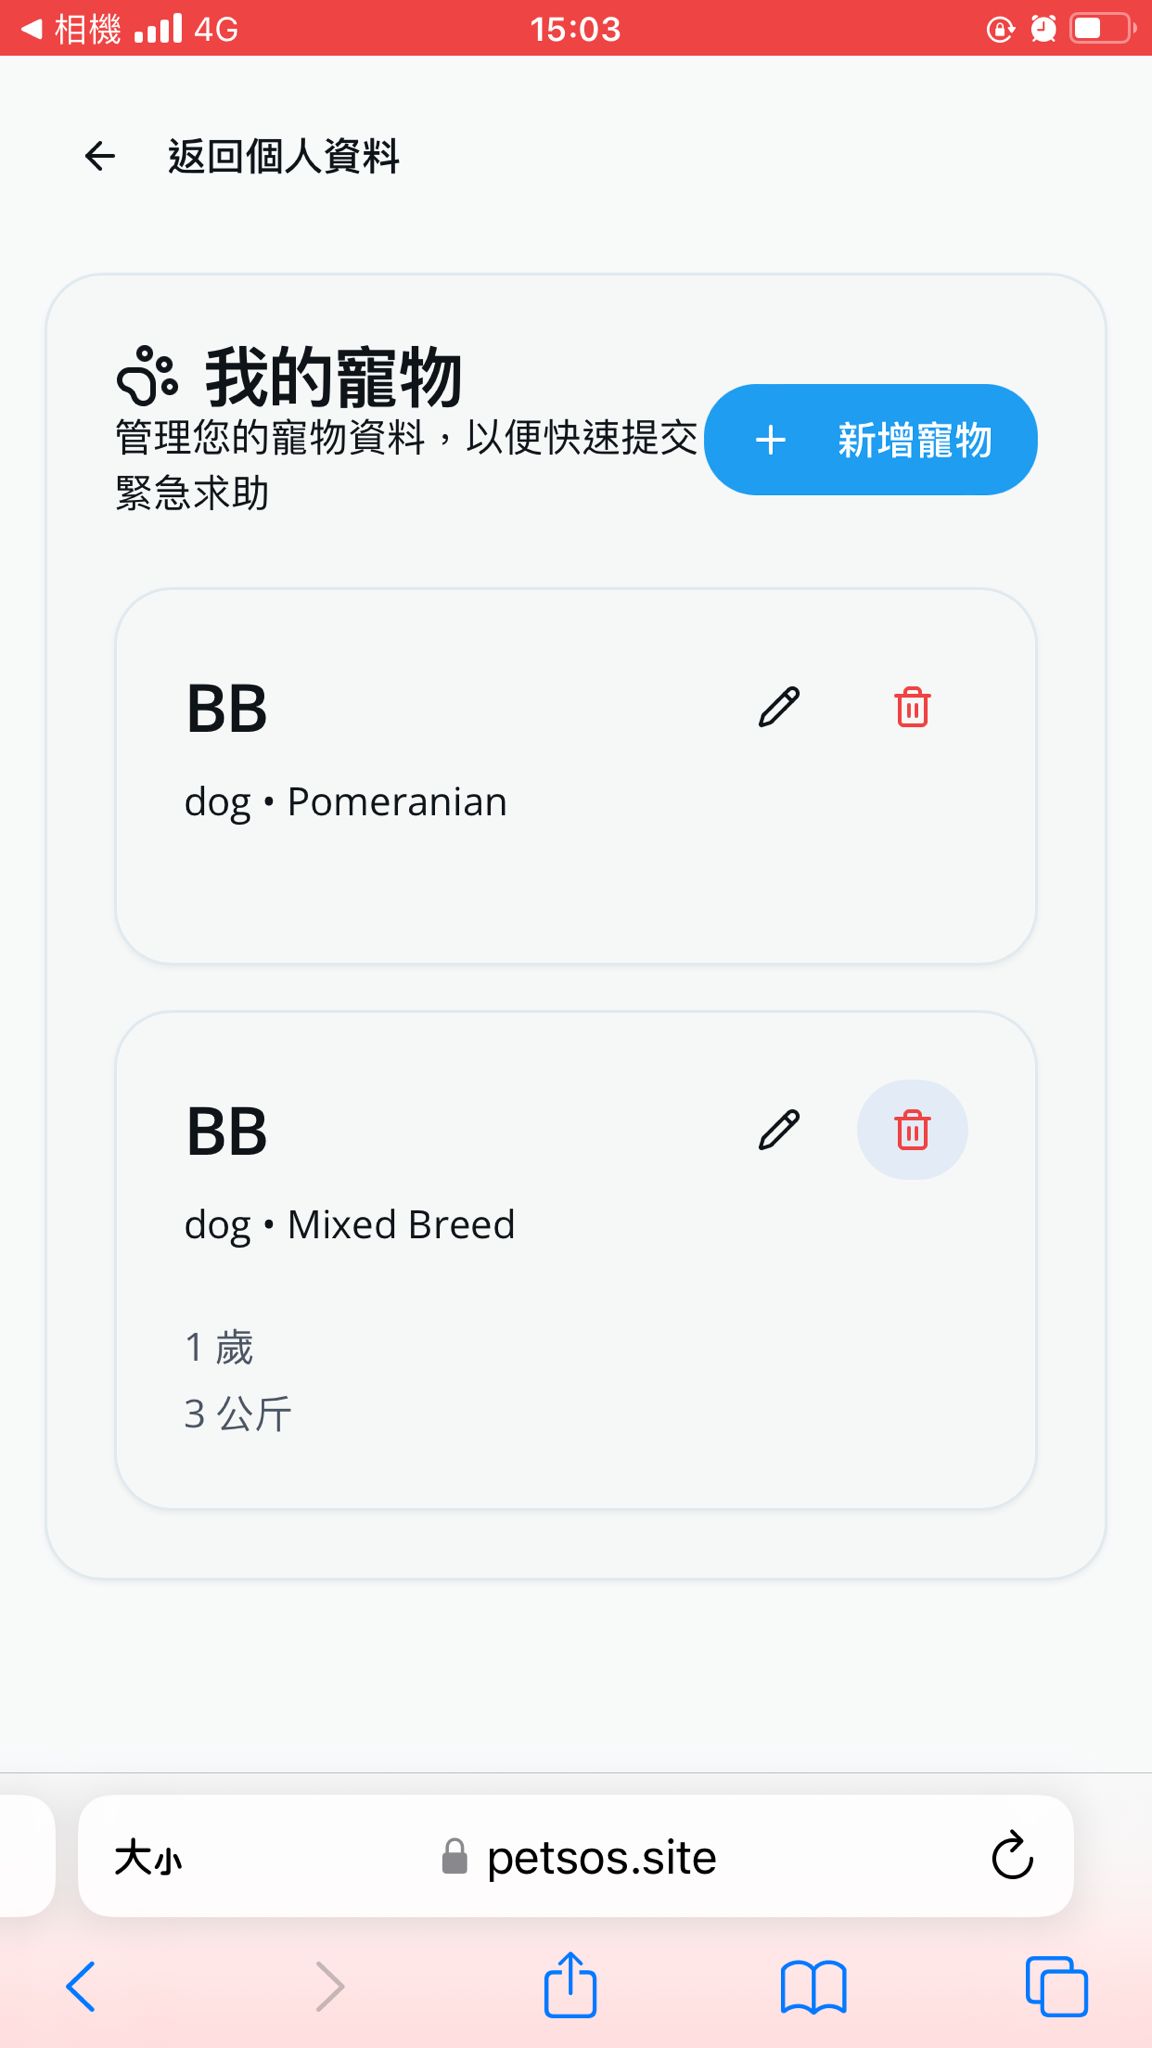 相機 4G 15:03
返回個人資料
我的寵物
管理您的寵物資料，以便快速提交
緊急求助
新增寵物
BB
dog • Pomeranian
BB
dog • Mixed Breed
1 歲
3 公斤
大小 petsos.site